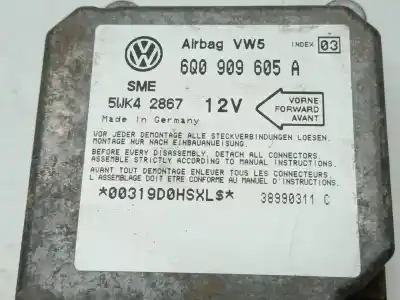 Airbag VW5 INDEX 03
6Q0 909 605 A
SME
5WK4 2867 12V
VORNE
FORWARD
AVANT
Made in Germany
VOR JEDER DEMONTAGE ALLE STECKVERBINDUNGEN LOESEN.
MONTAGE NUR NACH EINBAUANWEISUNG.
BEFORE EVERY DISASSEMBLY, DETACH ALL CONNECTORS.
ASSEMBLE STRICTLY ACCORDING TO MANUAL INSTRUCTIONS.
AVANT TOUT DEMONTAGE ENLEVER TOUS LES CONNECTEURS.
L'ASSEMBLAGE DOIT ETRE CONFORME AU MANUEL D'INSTRUCTIONS.
*00319D0HSXL$* 38990311 C